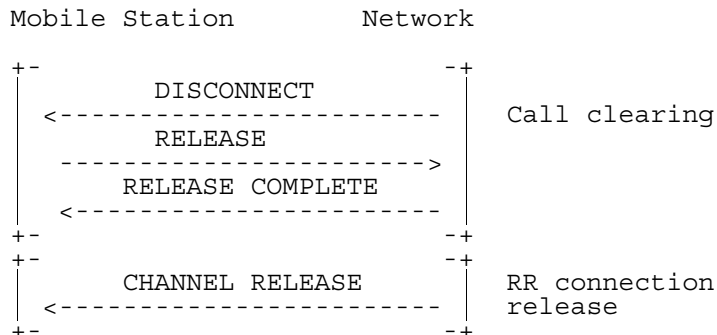 Mobile Station Network
DISCONNECT
Call clearing
RELEASE
RELEASE COMPLETE
CHANNEL RELEASE RR connection
release